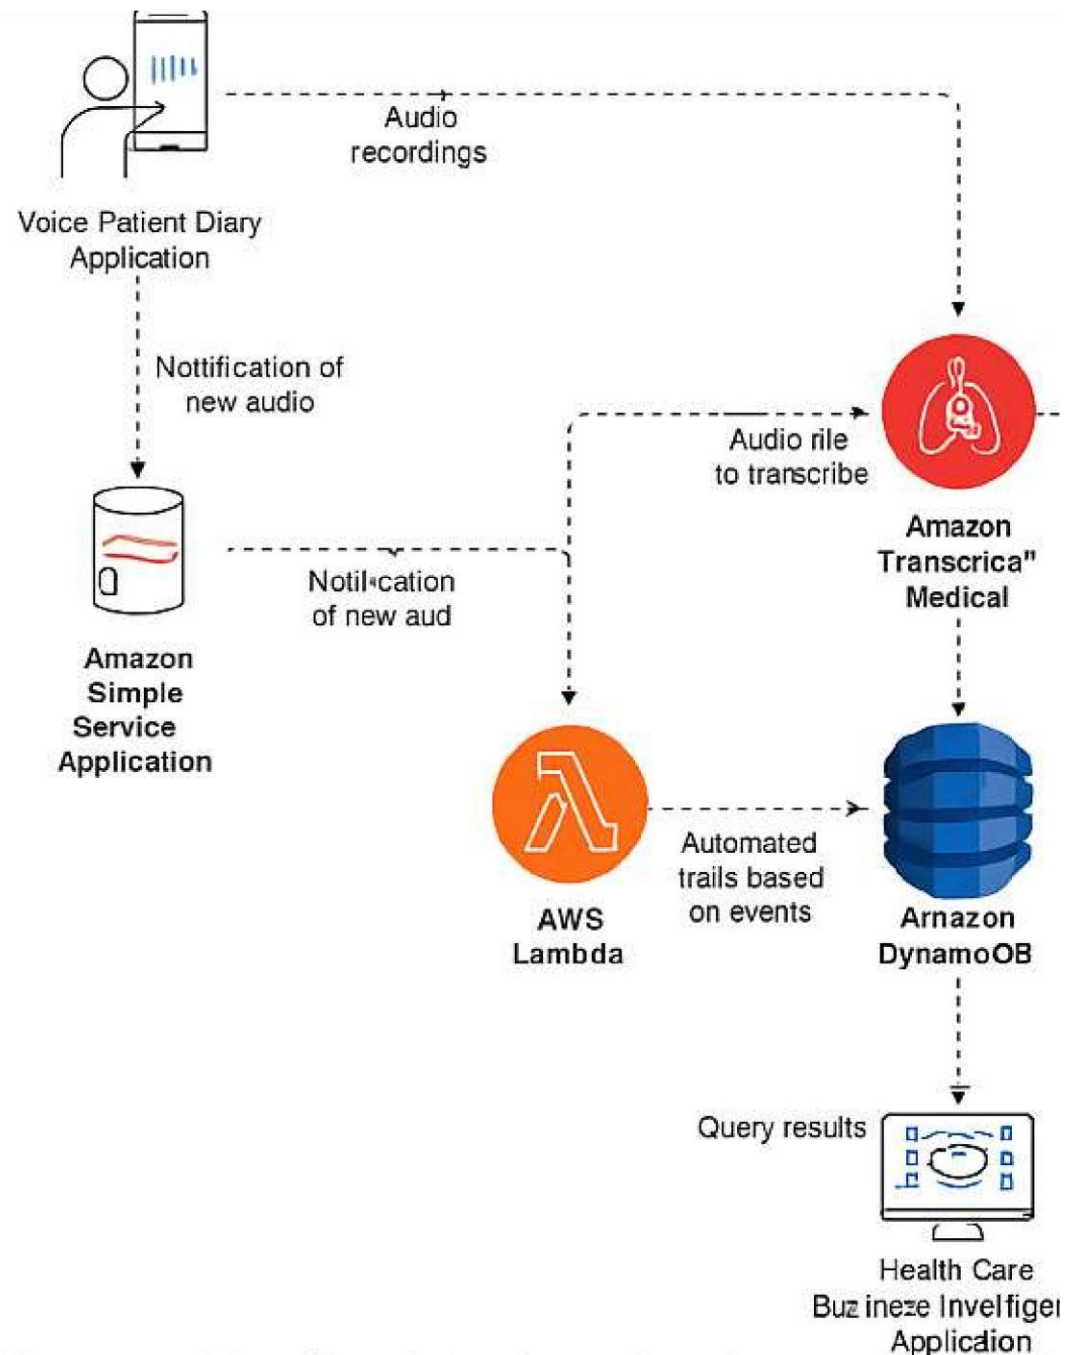 Audio
recordings
Voice Patient Diary
Application
Nottification of
new audio
Audio rile
to transcribe
Amazon
Transcrica"
Medical
Notil·cation
of new aud
Amazon
Simple
Service
Application
Automated
trails based
on events
AWS
Lambda
Arnazon
DynamoOB
Query results
Health Care
Buzineze Invelfiger
Application